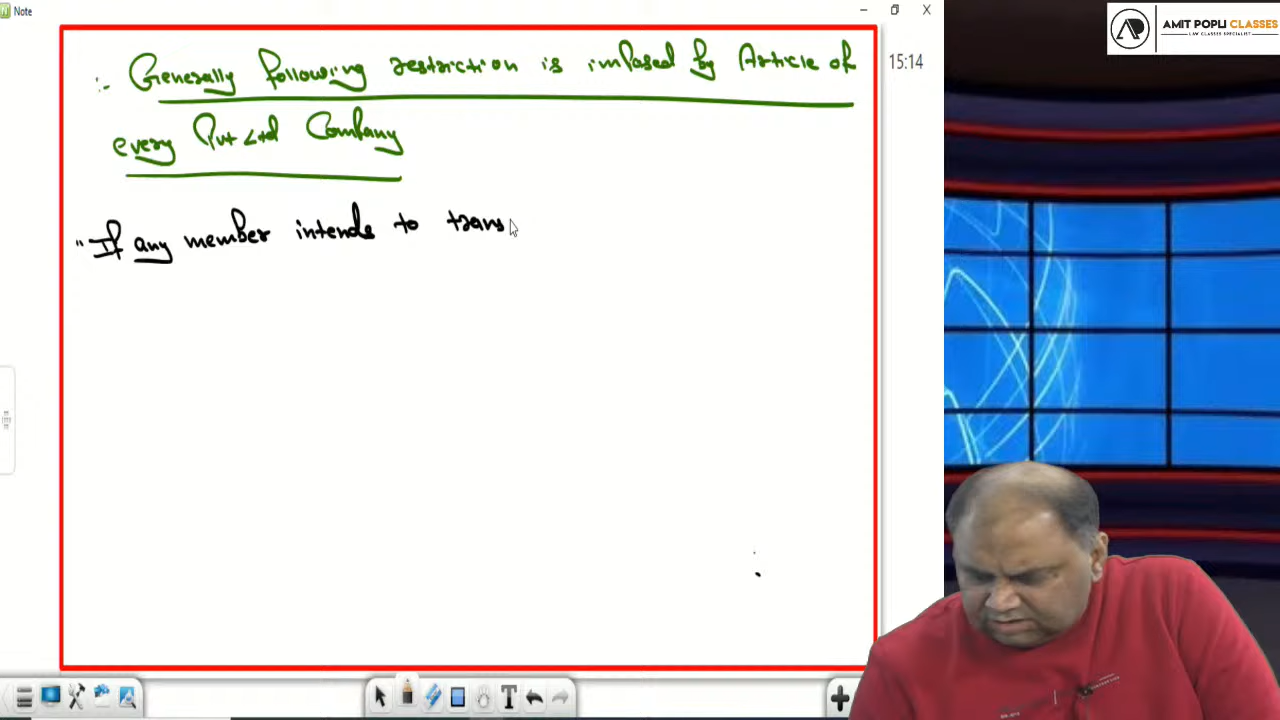 Note
AMIT POPLI CLASSES
LAW CLASSES SPECIALIST
15:14
:- Generally following restriction is imposed by Article of
every Pvt Ltd Company
"If any member intends to trans